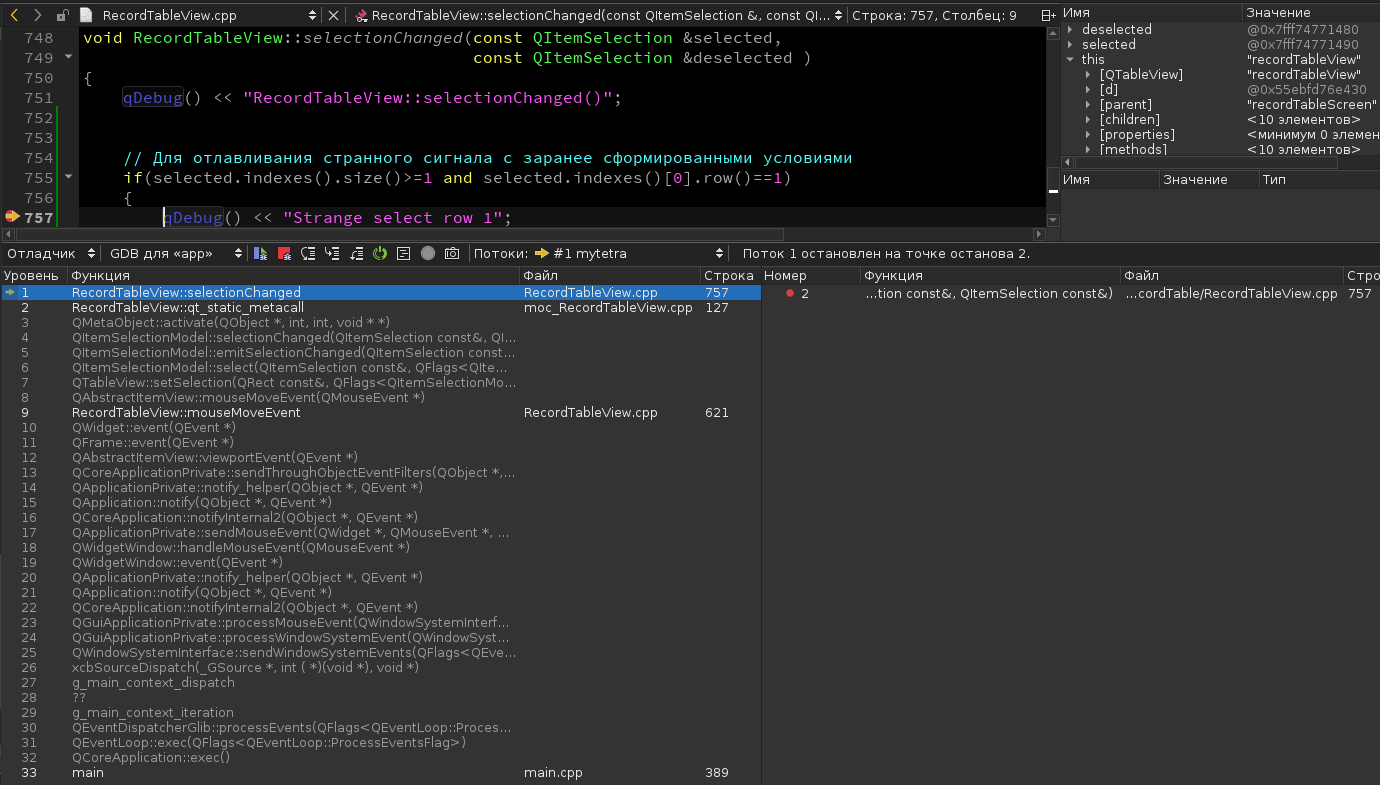 RecordTableView.cpp RecordTableView::selectionChanged(const QItemSelection &, const QI... Строка: 757, Столбец: 9
748 void RecordTableView::selectionChanged(const QItemSelection &selected,
749 const QItemSelection &deselected )
750 {
751 qDebug() << "RecordTableView::selectionChanged()";
752
753
754 // Для отлавливания странного сигнала с заранее сформированными условиями
755 if(selected.indexes().size()>=1 and selected.indexes()[0].row()==1)
756 {
757 qDebug() << "Strange select row 1";
Имя Значение
deselected @0x7fff74771480
selected @0x7fff74771490
this "recordTableView"
[QTableView] "recordTableView"
[d] @0x55ebfd76e430
[parent] "recordTableScreen"
[children] <10 элементов>
[properties] <минимум 0 элемен
[methods] <10 элементов>
Имя Значение Тип
Отладчик GDB для «app» Потоки: #1 mytetra Поток 1 остановлен на точке останова 2.
Уровень Функция Файл Строка
1 RecordTableView::selectionChanged RecordTableView.cpp 757
2 RecordTableView::qt_static_metacall moc_RecordTableView.cpp 127
3 QMetaObject::activate(QObject *, int, int, void * *)
4 QItemSelectionModel::selectionChanged(QItemSelection const&, QI...
5 QItemSelectionModel::emitSelectionChanged(QItemSelection const...
6 QItemSelectionModel::select(QItemSelection const&, QFlags<QIte...
7 QTableView::setSelection(QRect const&, QFlags<QItemSelectionMo...
8 QAbstractItemView::mouseMoveEvent(QMouseEvent *)
9 RecordTableView::mouseMoveEvent RecordTableView.cpp 621
10 QWidget::event(QEvent *)
11 QFrame::event(QEvent *)
12 QAbstractItemView::viewportEvent(QEvent *)
13 QCoreApplicationPrivate::sendThroughObjectEventFilters(QObject *,...
14 QApplicationPrivate::notify_helper(QObject *, QEvent *)
15 QApplication::notify(QObject *, QEvent *)
16 QCoreApplication::notifyInternal2(QObject *, QEvent *)
17 QApplicationPrivate::sendMouseEvent(QWidget *, QMouseEvent *, ...
18 QWidgetWindow::handleMouseEvent(QMouseEvent *)
19 QWidgetWindow::event(QEvent *)
20 QApplicationPrivate::notify_helper(QObject *, QEvent *)
21 QApplication::notify(QObject *, QEvent *)
22 QCoreApplication::notifyInternal2(QObject *, QEvent *)
23 QGuiApplicationPrivate::processMouseEvent(QWindowSystemInterf...
24 QGuiApplicationPrivate::processWindowSystemEvent(QWindowSyst...
25 QWindowSystemInterface::sendWindowSystemEvents(QFlags<QEve...
26 xcbSourceDispatch(_GSource *, int ( *)(void *), void *)
27 g_main_context_dispatch
28 ??
29 g_main_context_iteration
30 QEventDispatcherGlib::processEvents(QFlags<QEventLoop::Proces...
31 QEventLoop::exec(QFlags<QEventLoop::ProcessEventsFlag>)
32 QCoreApplication::exec()
33 main main.cpp 389
Номер Функция Файл Стро
2 ...tion const&, QItemSelection const&) ...cordTable/RecordTableView.cpp 757